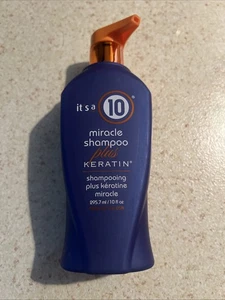 it's a 10
miracle
shampoo
plus
KERATIN
shampooing
plus kératine
miracle
295.7 ml / 10 fl oz